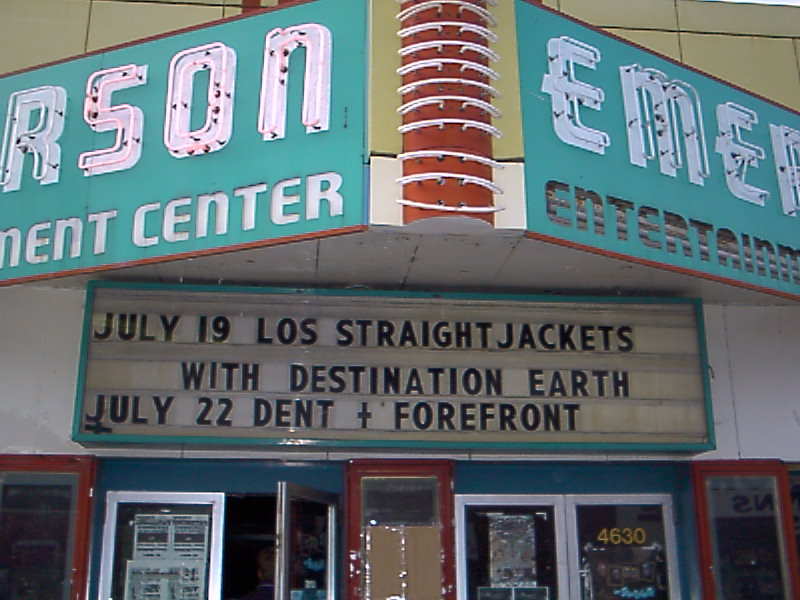 RSON
MENT CENTER
EMER
ENTERTAINM
JULY 19 LOS STRAIGHTJACKETS
WITH DESTINATION EARTH
JULY 22 DENT + FOREFRONT
4630